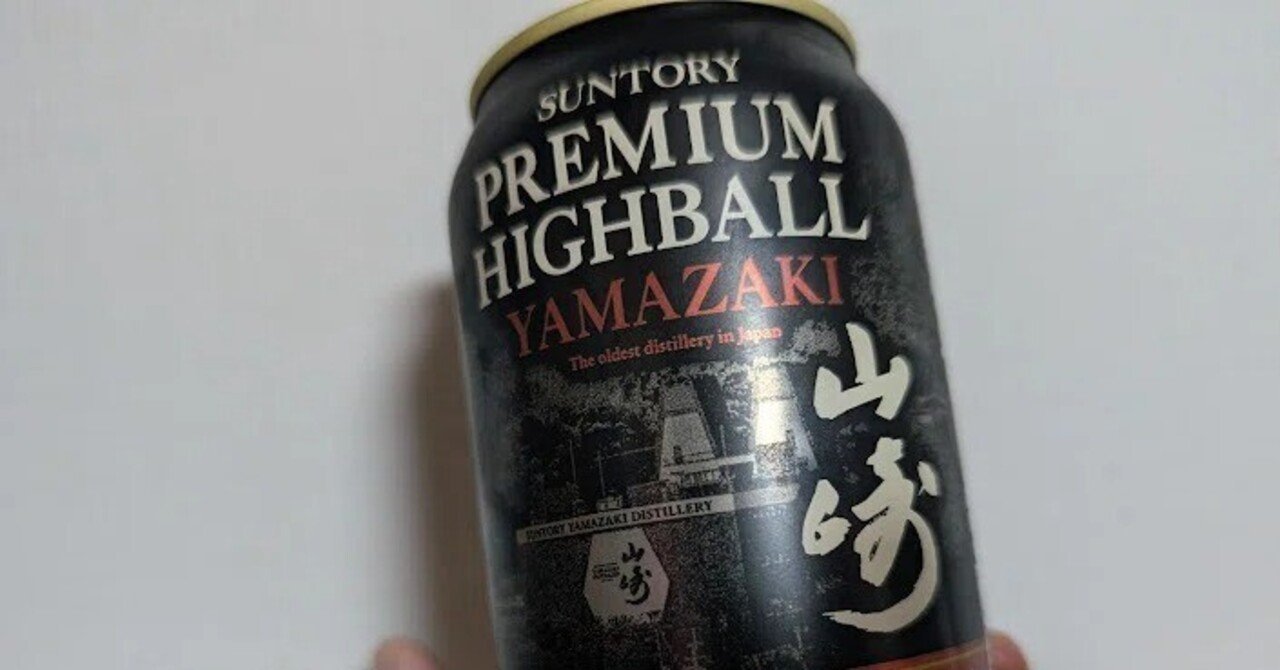 SUNTORY
PREMIUM
HIGHBALL
YAMAZAKI
The oldest distillery in Japan
山崎
SUNTORY YAMAZAKI DISTILLERY
山崎